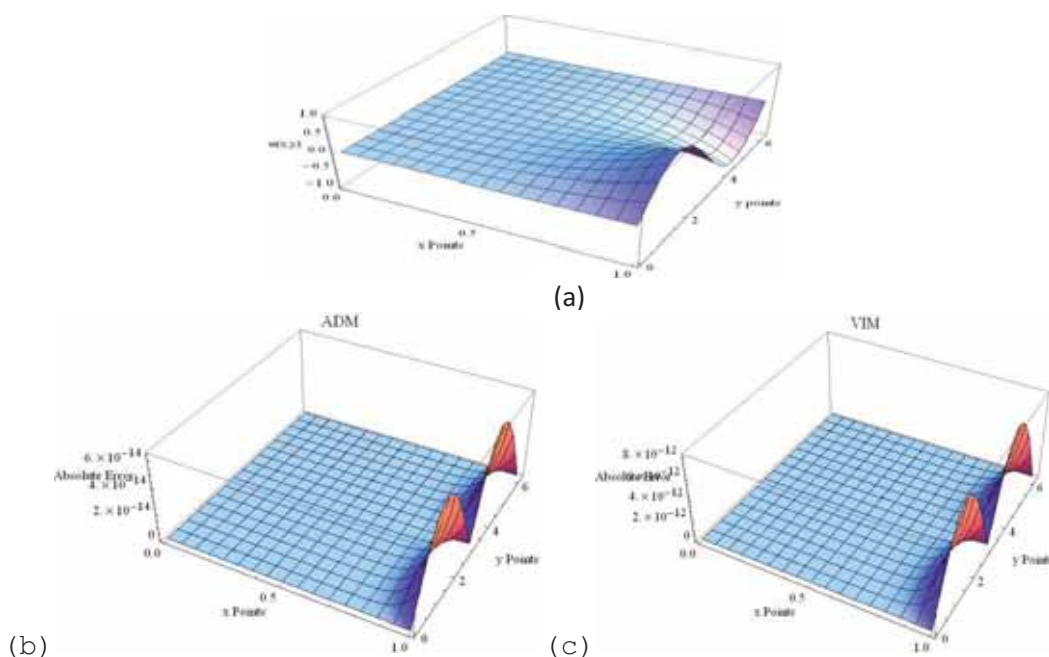 1.0
0.5
0.0
−0.5
−1.0
0.0
0.5
x Points
1.0
0
2
4
6
y points
(a)
ADM
6. × 10⁻¹⁴
Absolute Error
4. × 10⁻¹⁴
2. × 10⁻¹⁴
0
0.0
0.5
x Points
1.0
0
2
4
6
y Points
(b)
VIM
8. × 10⁻¹²
4. × 10⁻¹²
2. × 10⁻¹²
0
0.0
0.5
x Points
1.0
0
2
4
6
y Points
(c)